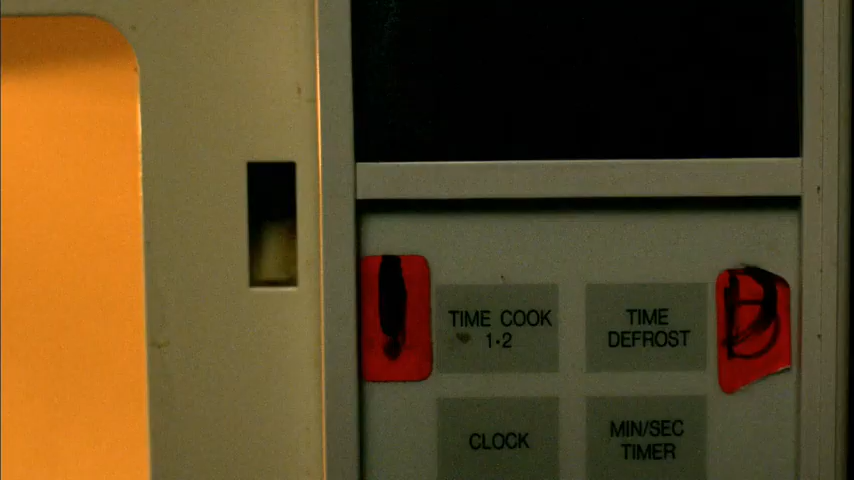 !
TIME COOK
1·2
TIME
DEFROST
D
CLOCK
MIN/SEC
TIMER